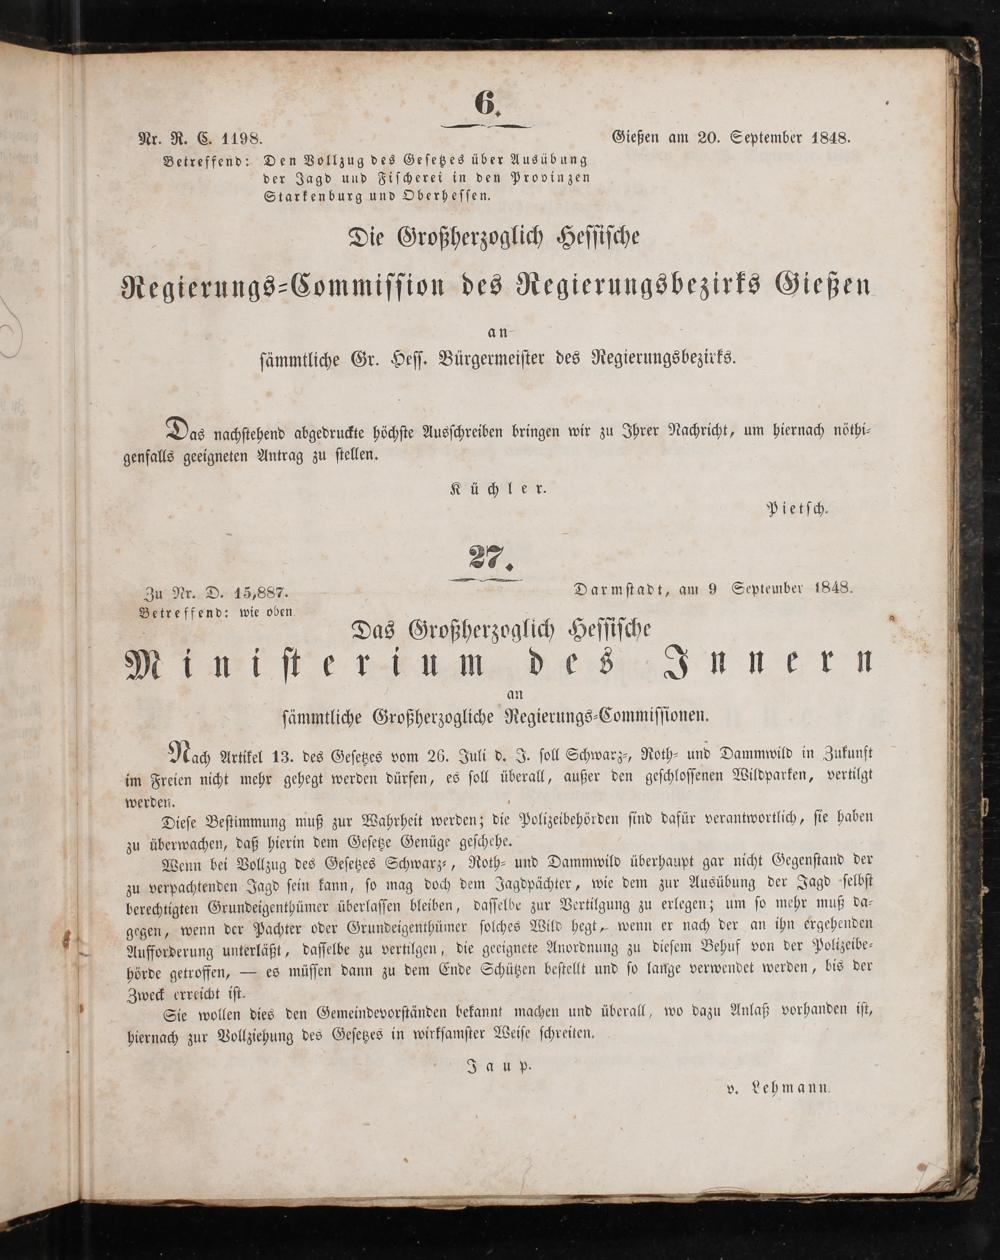 6.
Nr. R. C. 1198.
Gießen am 20. September 1848.
Betreffend: Den Vollzug des Gesetzes über Ausübung
der Jagd und Fischerei in den Provinzen
Starkenburg und Oberhessen.
Die Großherzoglich Hessische
Regierungs-Commission des Regierungsbezirks Gießen
an
sämmtliche Gr. Hess. Bürgermeister des Regierungsbezirks.
Das nachstehend abgedruckte höchste Ausschreiben bringen wir zu Ihrer Nachricht, um hiernach nöthi-
genfalls geeigneten Antrag zu stellen.
Küchler.
Pietsch.
27.
Zu Nr. D. 15,887.
Darmstadt, am 9 September 1848.
Betreffend: wie oben
Das Großherzoglich Hessische
Ministerium des Innern
an
sämmtliche Großherzogliche Regierungs-Commissionen.
Nach Artikel 13. des Gesetzes vom 26. Juli d. J. soll Schwarz-, Roth- und Dammwild in Zukunft
im Freien nicht mehr gehegt werden dürfen, es soll überall, außer den geschlossenen Wildparken, vertilgt
werden.
Diese Bestimmung muß zur Wahrheit werden; die Polizeibehörden sind dafür verantwortlich, sie haben
zu überwachen, daß hierin dem Gesetze Genüge geschehe.
Wenn bei Vollzug des Gesetzes Schwarz-, Roth- und Dammwild überhaupt gar nicht Gegenstand der
zu verpachtenden Jagd sein kann, so mag doch dem Jagdpächter, wie dem zur Ausübung der Jagd selbst
berechtigten Grundeigenthümer überlassen bleiben, dasselbe zur Vertilgung zu erlegen; um so mehr muß da-
gegen, wenn der Pachter oder Grundeigenthümer solches Wild hegt, wenn er nach der an ihn ergehenden
Aufforderung unterläßt, dasselbe zu vertilgen, die geeignete Anordnung zu diesem Behuf von der Polizeibe-
hörde getroffen, — es müssen dann zu dem Ende Schützen bestellt und so lange verwendet werden, bis der
Zweck erreicht ist.
Sie wollen dies den Gemeindevorständen bekannt machen und überall, wo dazu Anlaß vorhanden ist,
hiernach zur Vollziehung des Gesetzes in wirksamster Weise schreiten.
Jaup.
v. Lehmann